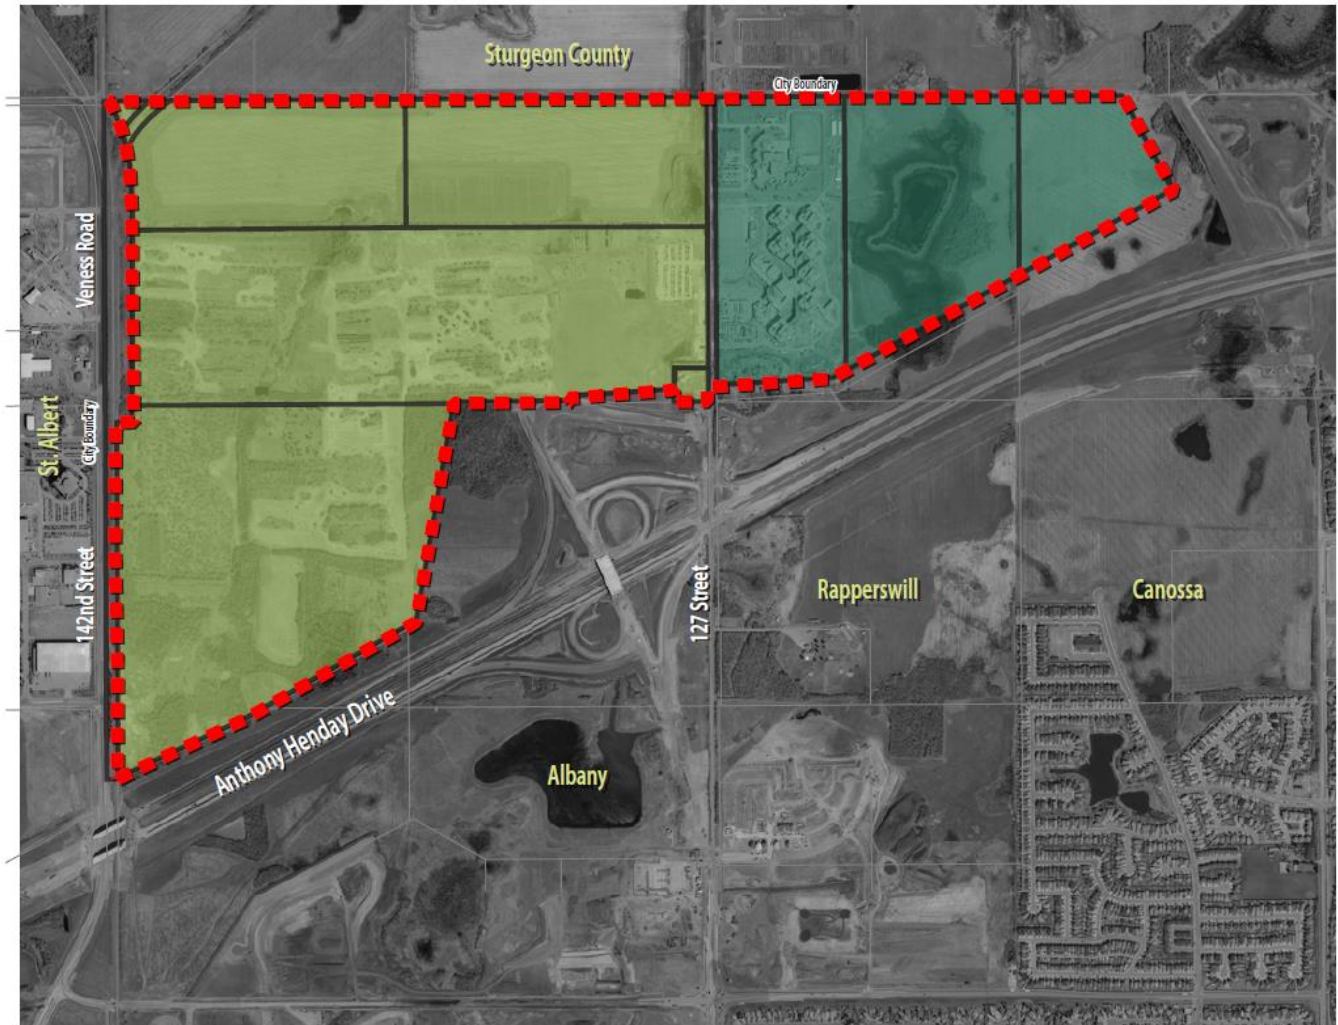 Sturgeon County
City Boundary
Veness Road
St. Albert
City Boundary
142nd Street
127 Street
Rapperswill
Canossa
Anthony Henday Drive
Albany